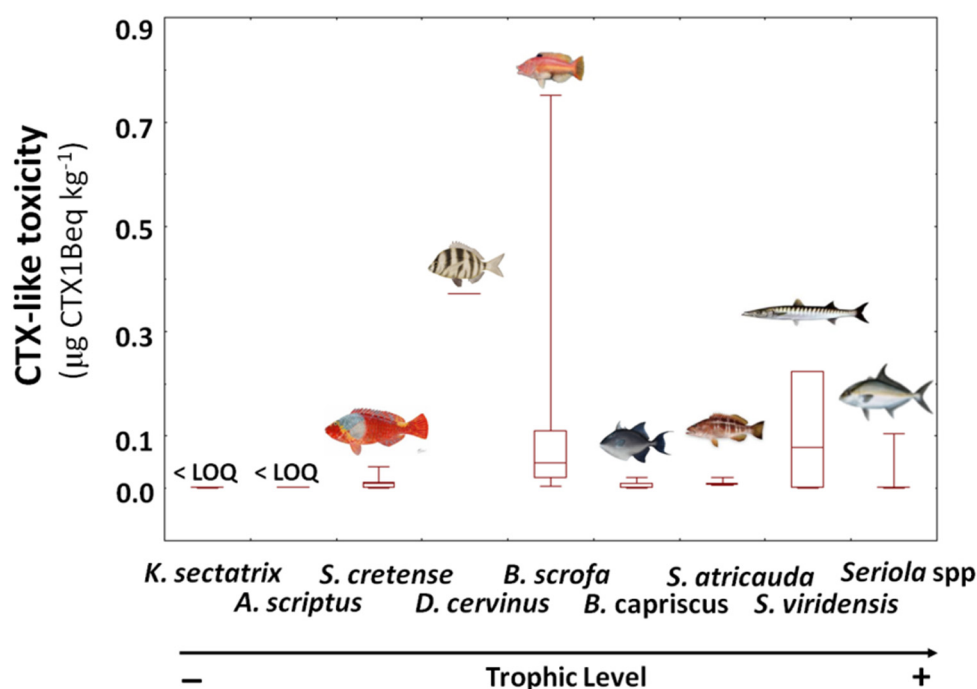 CTX-like toxicity
(µg CTX1Beq kg⁻¹)
0.9
0.7
0.5
0.3
0.1
0.0
< LOQ
< LOQ
K. sectatrix
A. scriptus
S. cretense
D. cervinus
B. scrofa
B. capriscus
S. atricauda
S. viridensis
Seriola spp
–
Trophic Level
+